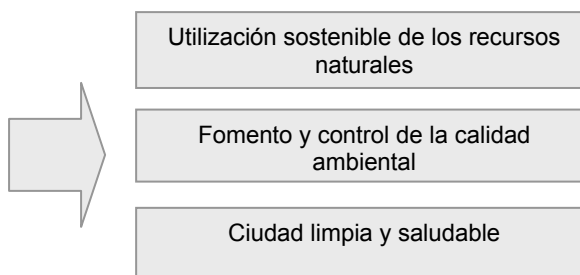 Utilización sostenible de los recursos
naturales
Fomento y control de la calidad
ambiental
Ciudad limpia y saludable